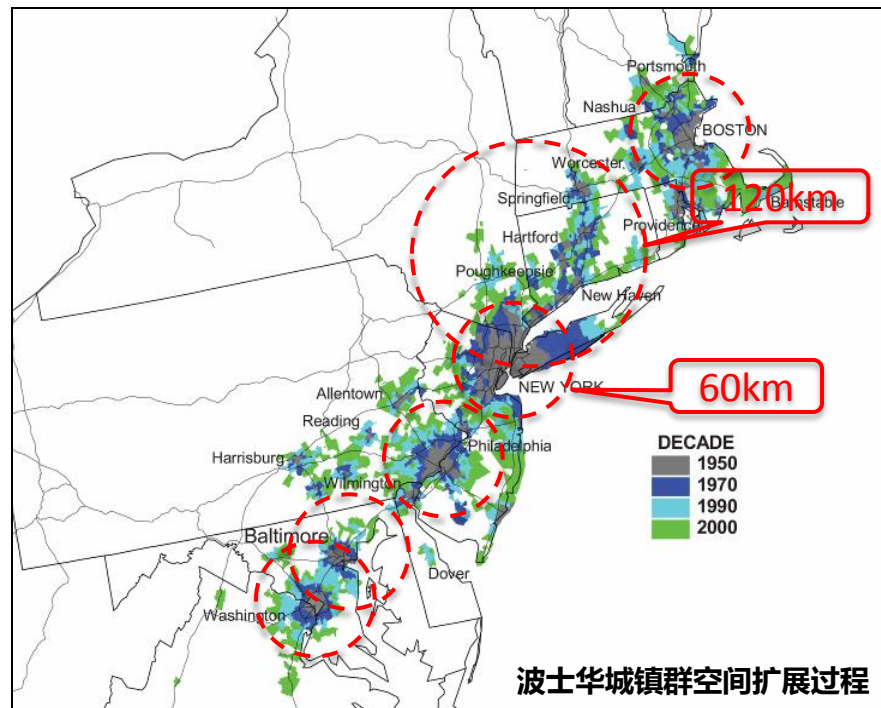 Portsmouth
Nashua
BOSTON
Worcester
Springfield
120km
Barnstable
Providence
Hartford
Poughkeepsie
New Haven
NEW YORK
60km
Allentown
Reading
Philadelphia
Harrisburg
Wilmington
DECADE
1950
1970
1990
2000
Baltimore
Dover
Washington
波士华城镇群空间扩展过程